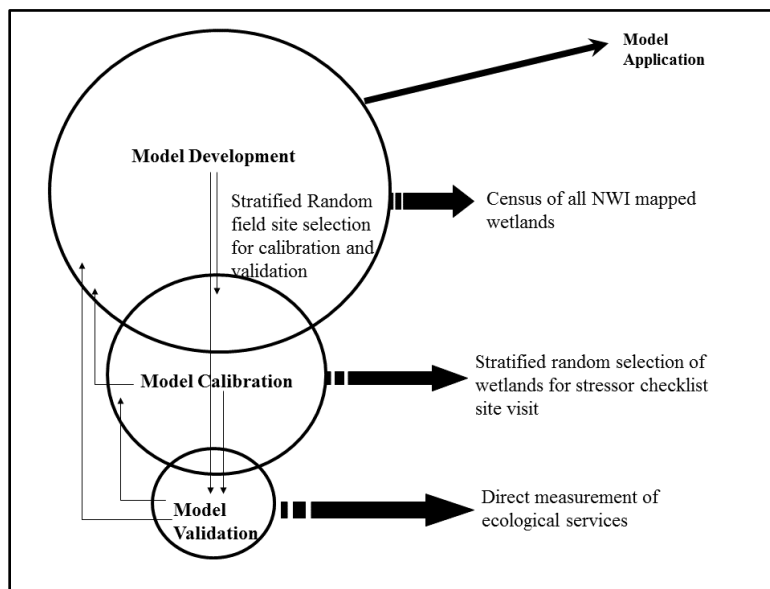 Model
Application
Model Development
Stratified Random
field site selection
for calibration and
validation
Census of all NWI mapped
wetlands
Model Calibration
Stratified random selection of
wetlands for stressor checklist
site visit
Model
Validation
Direct measurement of
ecological services